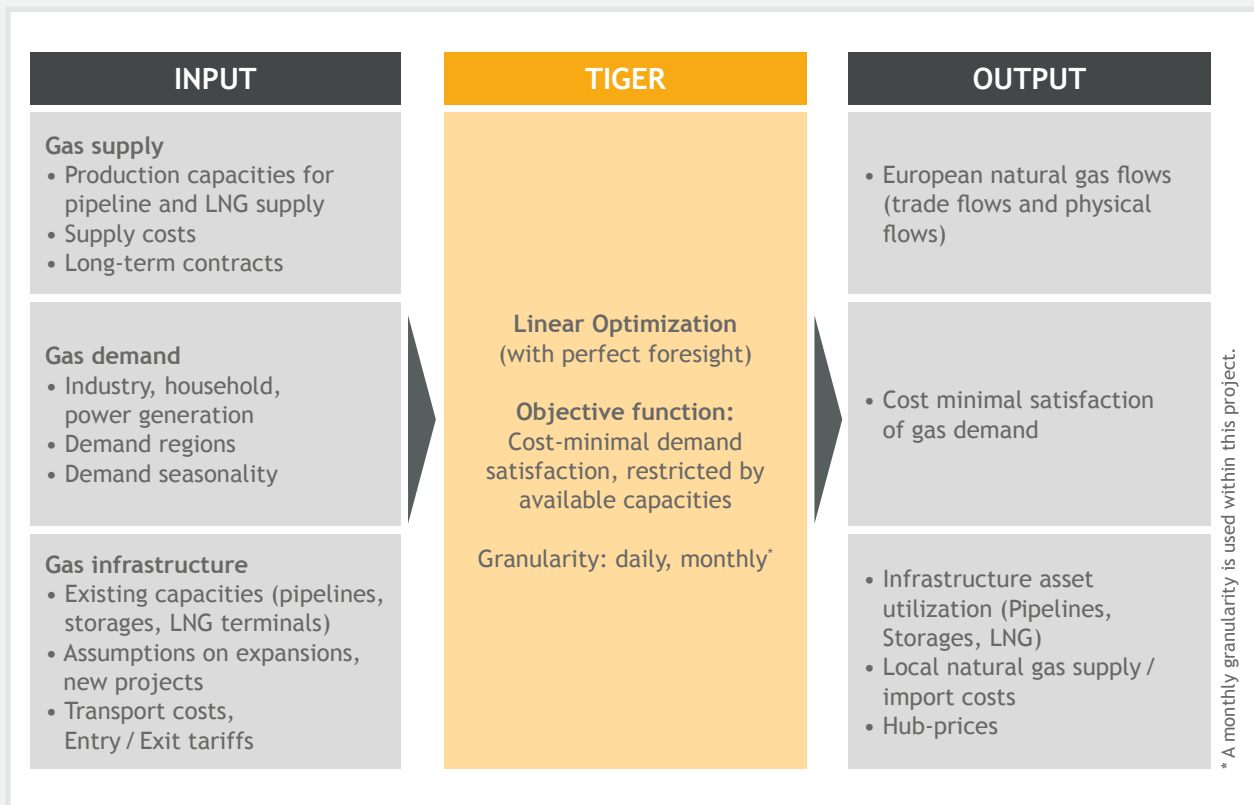 INPUT
Gas supply
• Production capacities for
pipeline and LNG supply
• Supply costs
• Long-term contracts
Gas demand
• Industry, household,
power generation
• Demand regions
• Demand seasonality
Gas infrastructure
• Existing capacities (pipelines,
storages, LNG terminals)
• Assumptions on expansions,
new projects
• Transport costs,
Entry / Exit tariffs
TIGER
Linear Optimization
(with perfect foresight)
Objective function:
Cost-minimal demand
satisfaction, restricted by
available capacities
Granularity: daily, monthly*
OUTPUT
• European natural gas flows
(trade flows and physical
flows)
• Cost minimal satisfaction
of gas demand
• Infrastructure asset
utilization (Pipelines,
Storages, LNG)
• Local natural gas supply /
import costs
• Hub-prices
* A monthly granularity is used within this project.